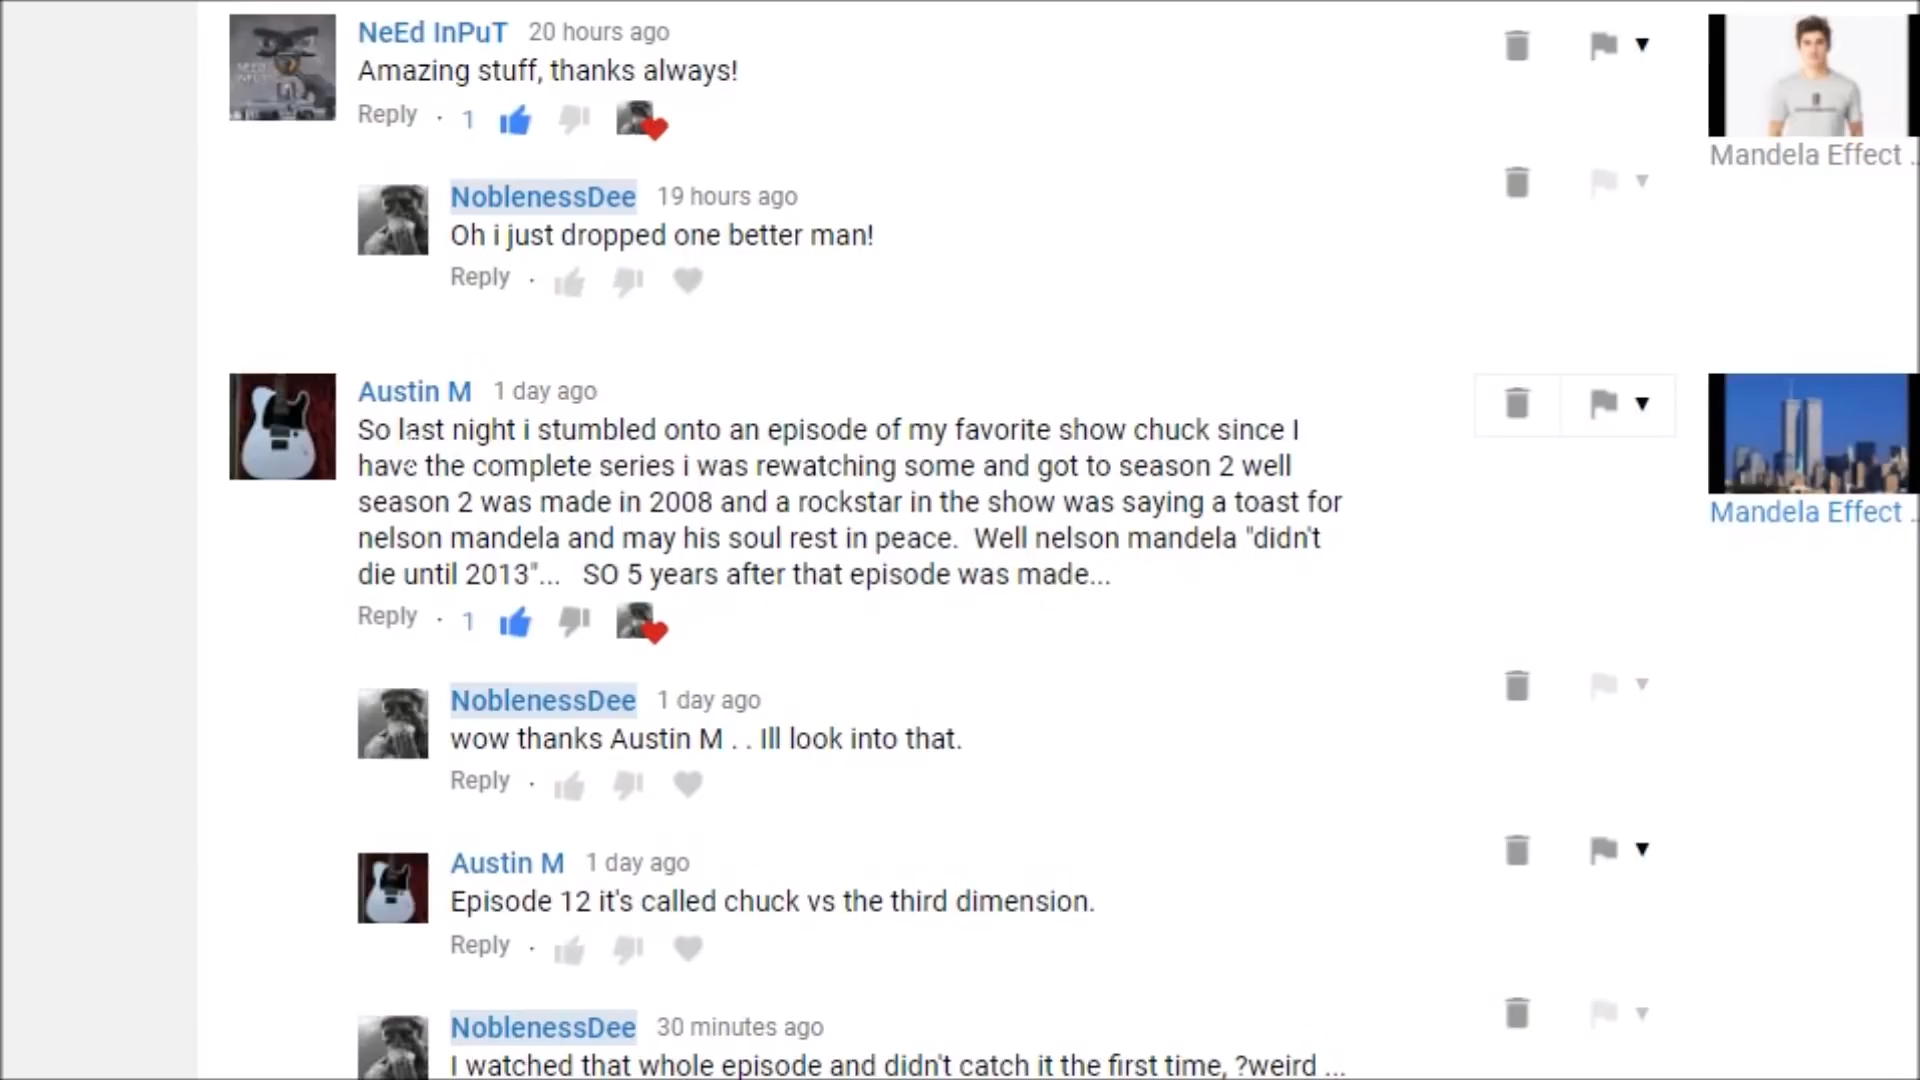 NeEd InPuT 20 hours ago
Amazing stuff, thanks always!
Reply · 1
Mandela Effect ..
NoblenessDee 19 hours ago
Oh i just dropped one better man!
Reply ·
Austin M 1 day ago
So last night i stumbled onto an episode of my favorite show chuck since I
have the complete series i was rewatching some and got to season 2 well
season 2 was made in 2008 and a rockstar in the show was saying a toast for
nelson mandela and may his soul rest in peace. Well nelson mandela "didn't
die until 2013"... SO 5 years after that episode was made...
Mandela Effect ..
Reply · 1
NoblenessDee 1 day ago
wow thanks Austin M . . Ill look into that.
Reply ·
Austin M 1 day ago
Episode 12 it's called chuck vs the third dimension.
Reply ·
NoblenessDee 30 minutes ago
I watched that whole episode and didn't catch it the first time, ?weird ...